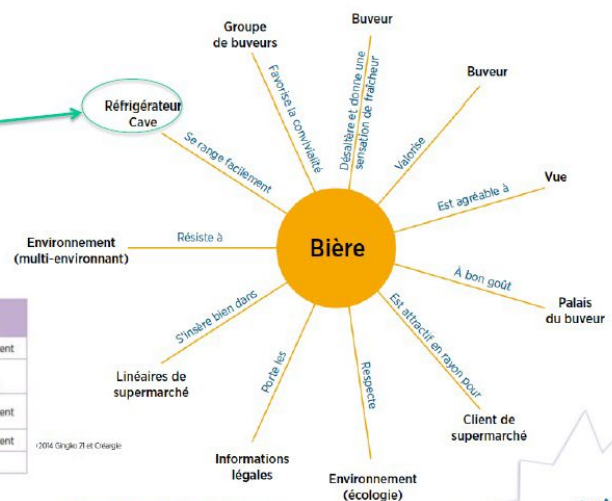 Groupe
de buveurs
Buveur
Buveur
Réfrigérateur
Cave
Favorise la convivialité
Désaltère et donne une
sensation de fraîcheur
Valorise
Se range facilement
Vue
Est agréable à
Environnement
(multi-environnant)
Résiste à
Bière
À bon goût
Palais
du buveur
S'insère bien dans
Est attractif en rayon pour
Linéaires de
supermarché
Porte les
Respecte
Client de
supermarché
Informations
légales
Environnement
(écologie)
ent
ent
ent
2014 Gingko 21 et Créargie